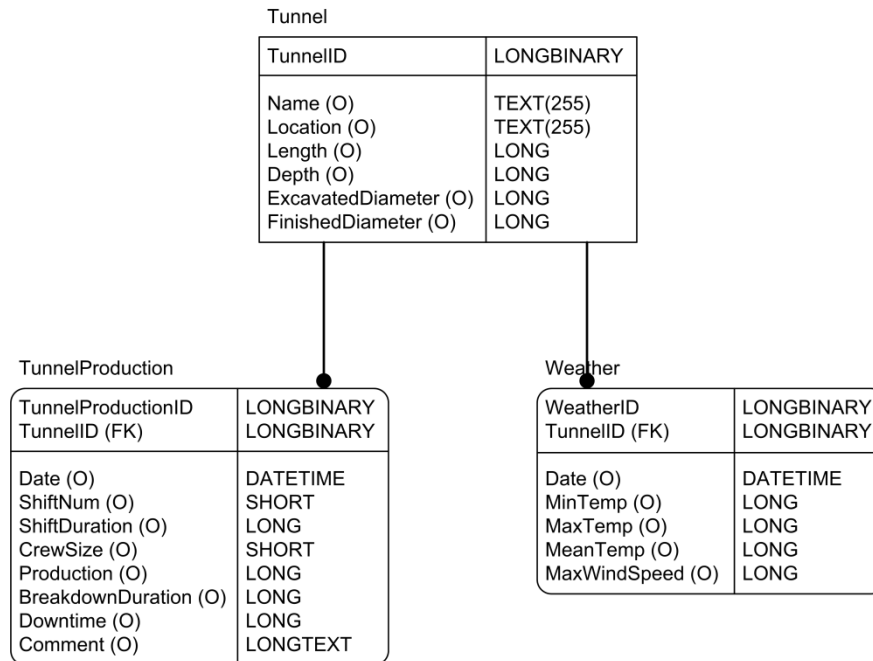 Tunnel
TunnelID LONGBINARY
Name (O) TEXT(255)
Location (O) TEXT(255)
Length (O) LONG
Depth (O) LONG
ExcavatedDiameter (O) LONG
FinishedDiameter (O) LONG
TunnelProduction
TunnelProductionID LONGBINARY
TunnelID (FK) LONGBINARY
Date (O) DATETIME
ShiftNum (O) SHORT
ShiftDuration (O) LONG
CrewSize (O) SHORT
Production (O) LONG
BreakdownDuration (O) LONG
Downtime (O) LONG
Comment (O) LONGTEXT
Weather
WeatherID LONGBINARY
TunnelID (FK) LONGBINARY
Date (O) DATETIME
MinTemp (O) LONG
MaxTemp (O) LONG
MeanTemp (O) LONG
MaxWindSpeed (O) LONG